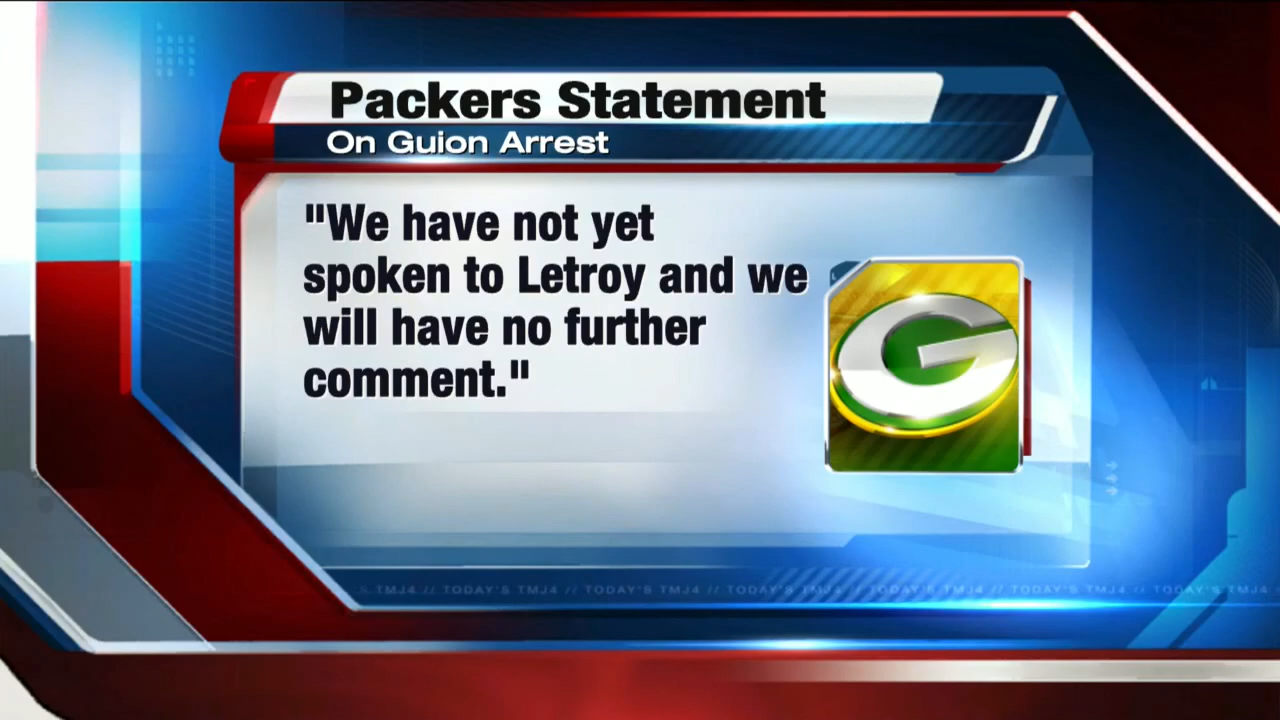 Packers Statement
On Guion Arrest
"We have not yet
spoken to Letroy and we
will have no further
comment."
G
S TMJ4 // TODAY'S TMJ4 // TODAY'S TMJ4 // TODAY'S TMJ4 // TODAY'S TMJ4 // TODAY'S TMJ4